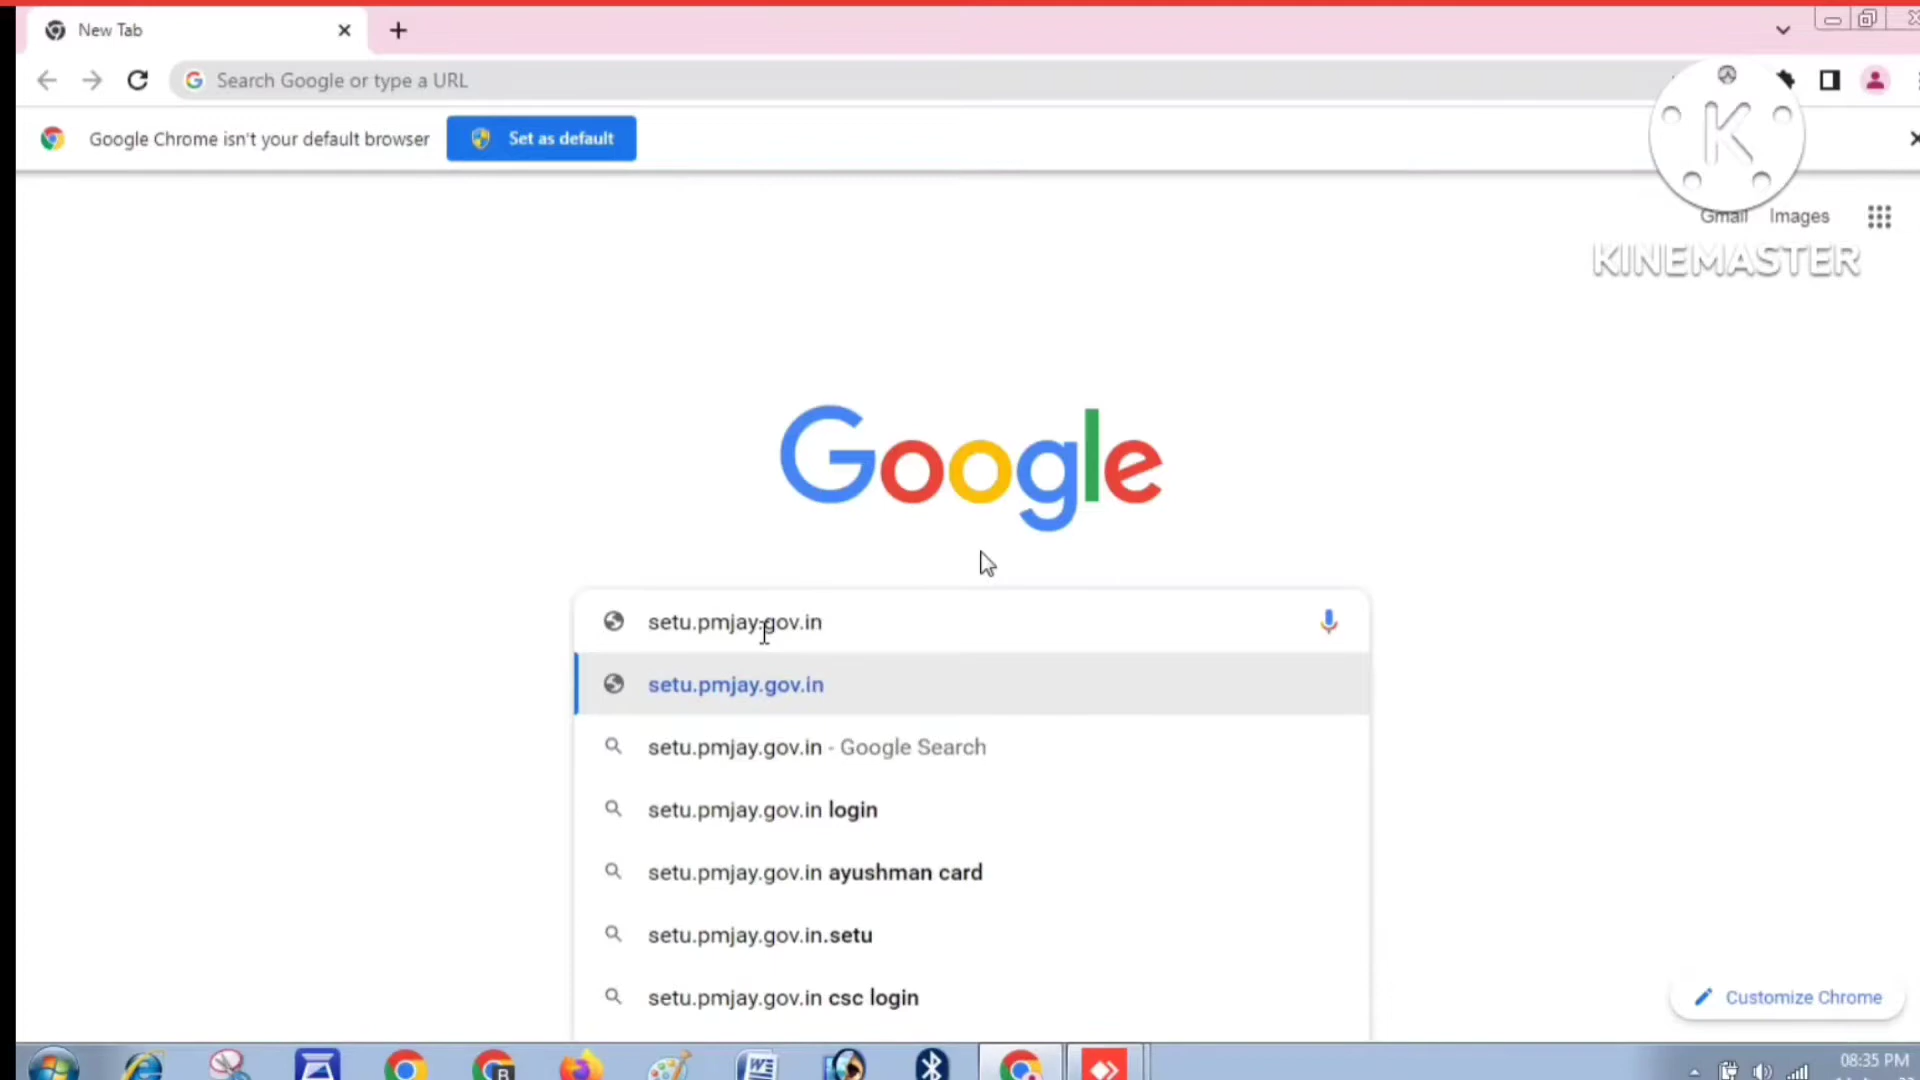 New Tab
Search Google or type a URL
Google Chrome isn't your default browser
Set as default
Gmail Images
K
KINEMASTER
Google
setu.pmjay.gov.in
setu.pmjay.gov.in
setu.pmjay.gov.in - Google Search
setu.pmjay.gov.in login
setu.pmjay.gov.in ayushman card
setu.pmjay.gov.in.setu
setu.pmjay.gov.in csc login
Customize Chrome
B
WE
08:35 PM